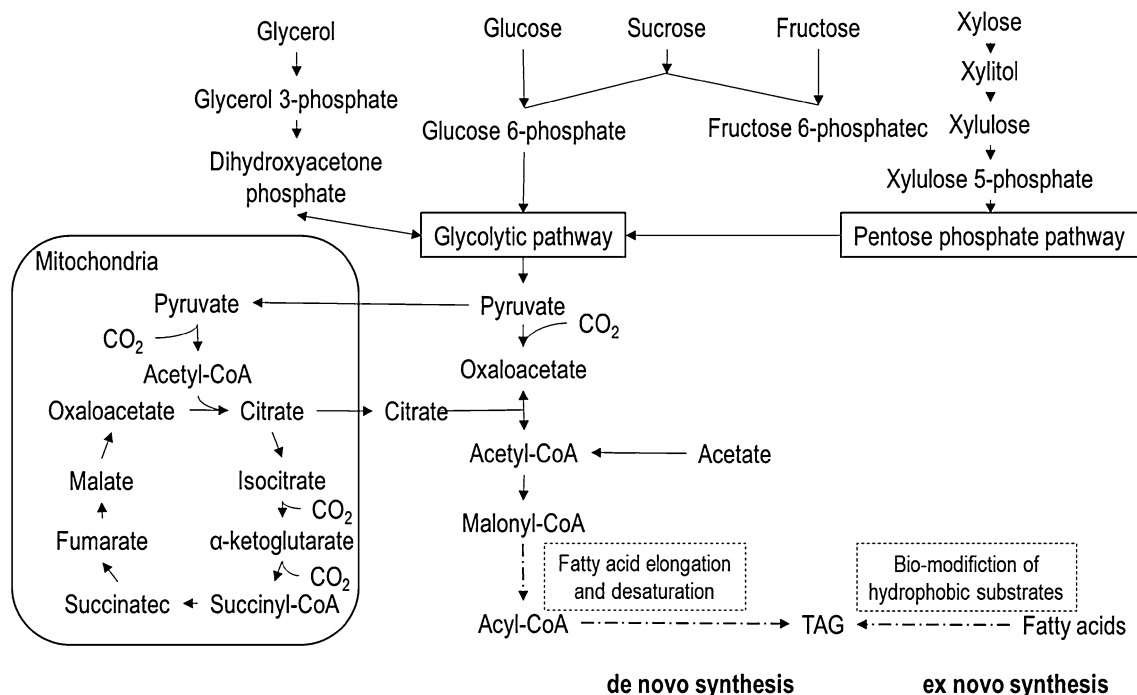 Glycerol
Glucose
Sucrose
Fructose
Xylose
Xylitol
Glycerol 3-phosphate
Glucose 6-phosphate
Fructose 6-phosphatec
Xylulose
Dihydroxyacetone
phosphate
Xylulose 5-phosphate
Glycolytic pathway
Pentose phosphate pathway
Mitochondria
Pyruvate
Pyruvate
CO2
CO2
Acetyl-CoA
Oxaloacetate
Oxaloacetate
Citrate
Citrate
Acetyl-CoA
Acetate
Malate
Isocitrate
CO2
Malonyl-CoA
Fumarate
α-ketoglutarate
CO2
Fatty acid elongation
and desaturation
Bio-modifiction of
hydrophobic substrates
Succinatec
Succinyl-CoA
Acyl-CoA
TAG
Fatty acids
de novo synthesis
ex novo synthesis